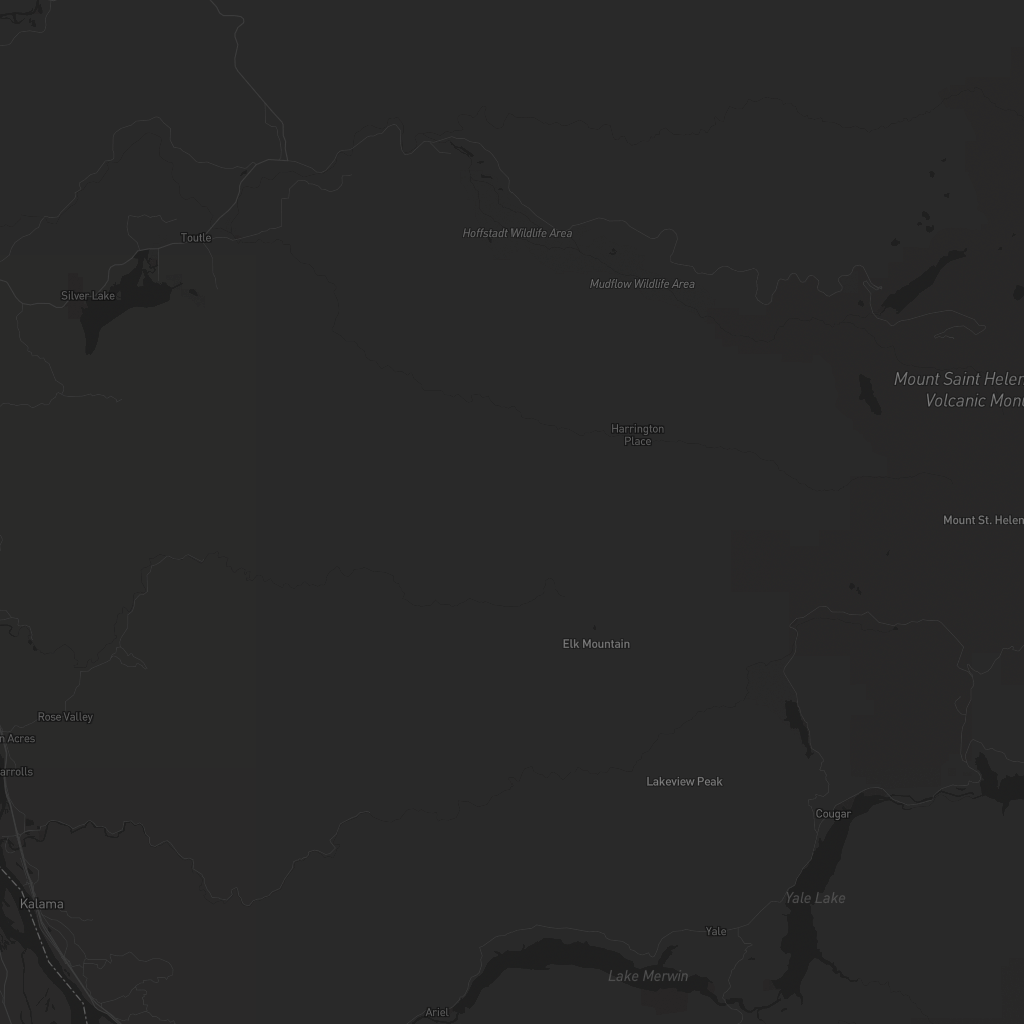 Hoffstadt Wildlife Area
Toutle
Mudflow Wildlife Area
Silver Lake
Mount Saint Helen
Volcanic Monu
Harrington
Place
Mount St. Helen
Elk Mountain
Rose Valley
n Acres
arrolls
Lakeview Peak
Cougar
Yale Lake
Kalama
Yale
Lake Merwin
Ariel